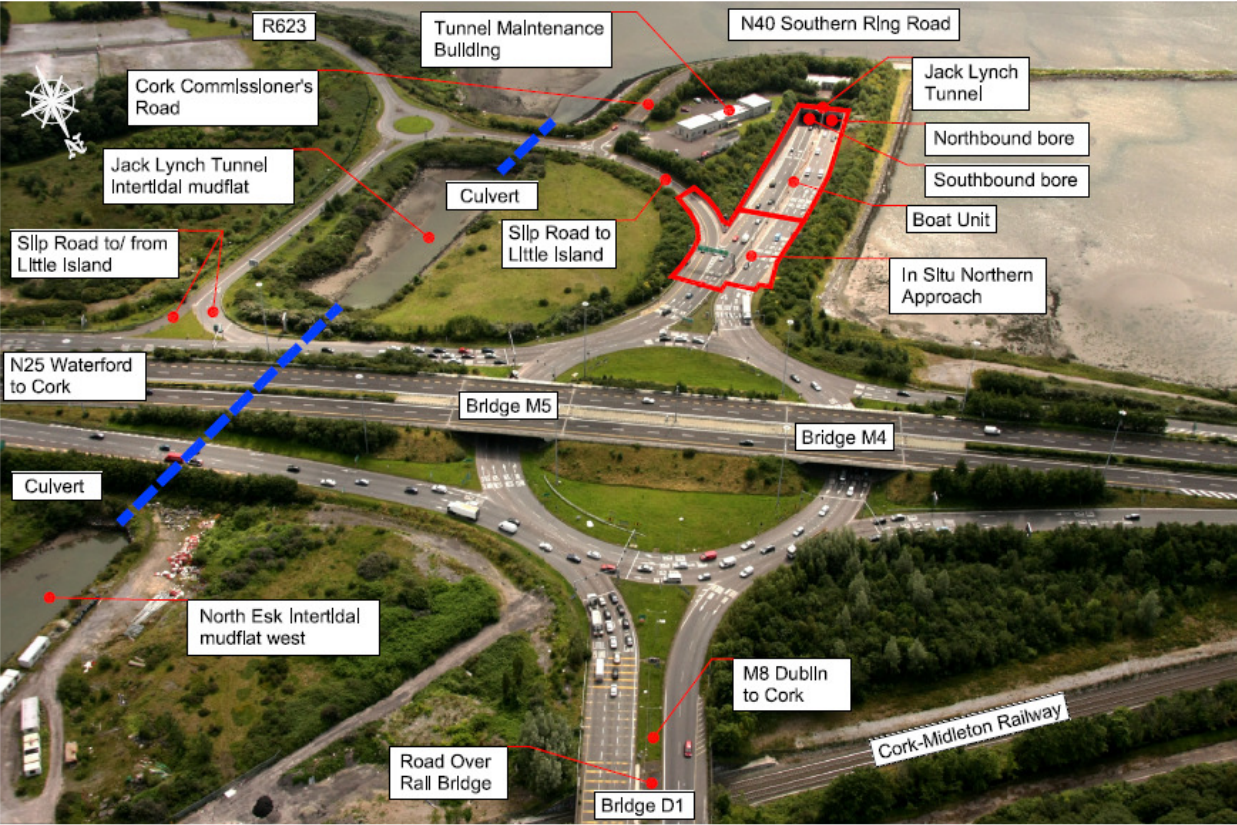 R623
Tunnel Maintenance
Building
N40 Southern Ring Road
Cork Commissioner's
Road
Jack Lynch
Tunnel
Northbound bore
Jack Lynch Tunnel
Intertidal mudflat
Culvert
Southbound bore
Boat Unit
Slip Road to/ from
Little Island
Slip Road to
Little Island
In Situ Northern
Approach
N25 Waterford
to Cork
Bridge M5
Bridge M4
Culvert
North Esk Intertidal
mudflat west
M8 Dublin
to Cork
Cork-Midleton Railway
Road Over
Rail Bridge
Bridge D1